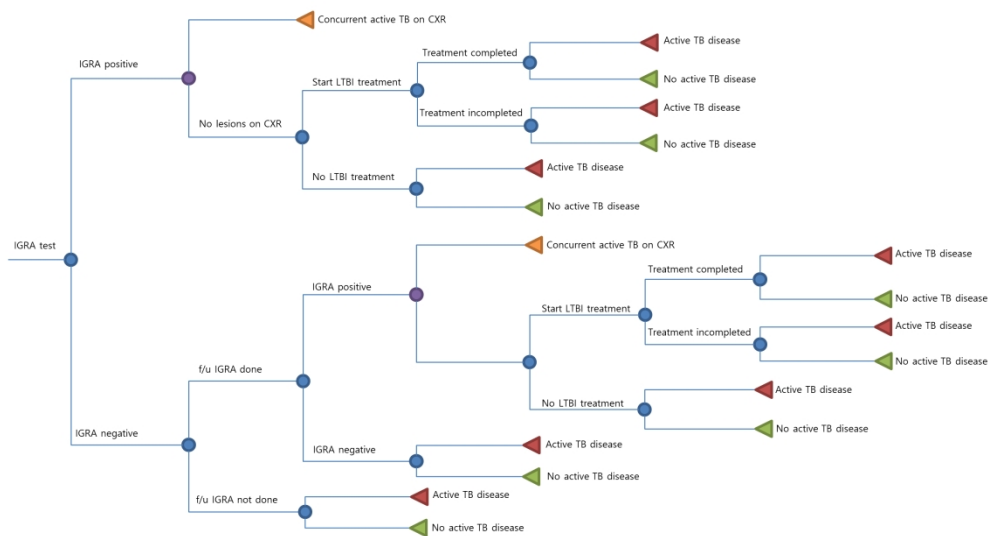 Concurrent active TB on CXR
Active TB disease
Treatment completed
IGRA positive
No active TB disease
Start LTBI treatment
Active TB disease
Treatment incompleted
No lesions on CXR
No active TB disease
Active TB disease
No LTBI treatment
No active TB disease
IGRA test
Concurrent active TB on CXR
Active TB disease
Treatment completed
IGRA positive
No active TB disease
Start LTBI treatment
Active TB disease
Treatment incompleted
No active TB disease
f/u IGRA done
Active TB disease
No LTBI treatment
No active TB disease
IGRA negative
Active TB disease
IGRA negative
No active TB disease
Active TB disease
f/u IGRA not done
No active TB disease